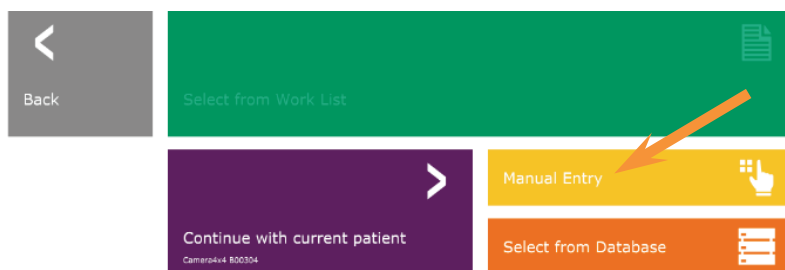 Back
Select from Work List
Manual Entry
Continue with current patient
Camera4x4 B00304
Select from Database